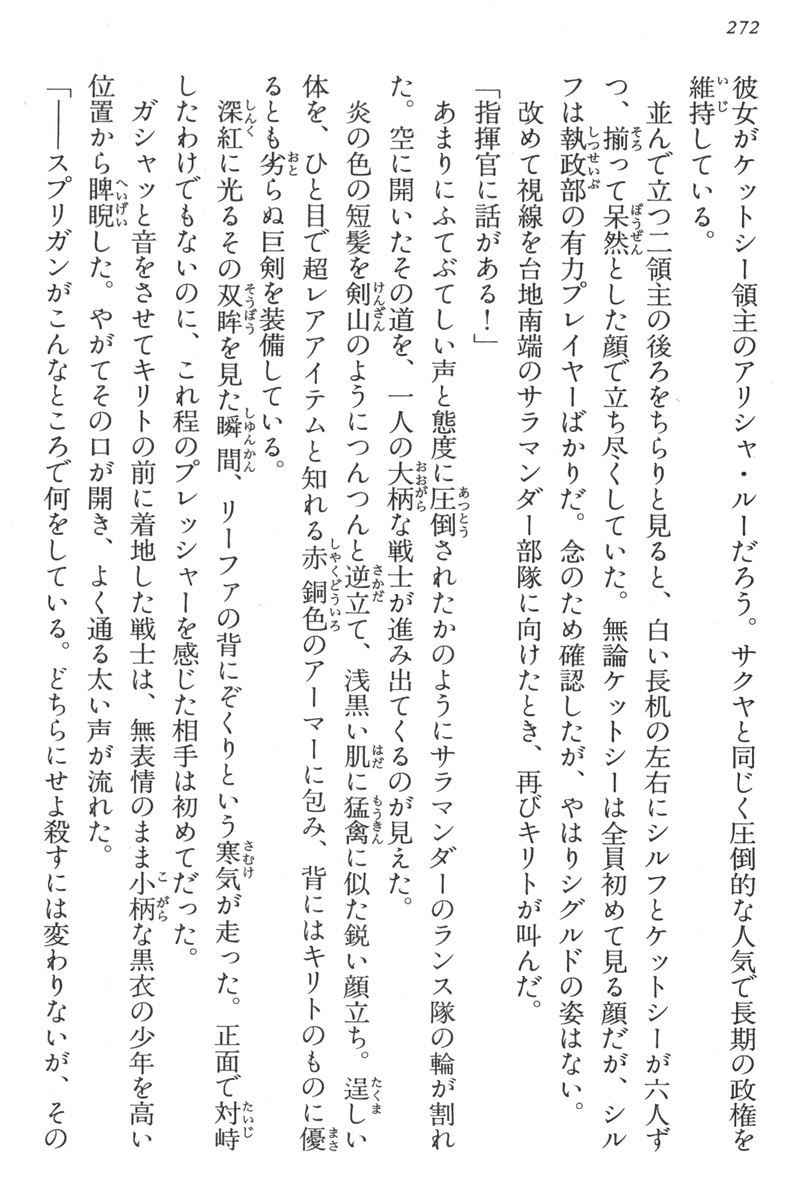 272
彼女がケットシー領主のアリシャ・ルーだろう。サクヤと同じく圧倒的な人気で長期の政権を
維持している。
並んで立つ二領主の後ろをちらりと見ると、白い長机の左右にシルフとケットシーが六人ず
つ、揃って呆然とした顔で立ち尽くしていた。無論ケットシーは全員初めて見る顔だが、シル
フは執政部の有力プレイヤーばかりだ。念のため確認したが、やはりシグルドの姿はない。
改めて視線を台地南端のサラマンダー部隊に向けたとき、再びキリトが叫んだ。
「指揮官に話がある！」
あまりにふてぶてしい声と態度に圧倒されたかのようにサラマンダーのランス隊の輪が割れ
た。空に開いたその道を、一人の大柄な戦士が進み出てくるのが見えた。
炎の色の短髪を剣山のようにつんつんと逆立て、浅黒い肌に猛禽に似た鋭い顔立ち。逞しい
体を、ひと目で超レアアイテムと知れる赤銅色のアーマーに包み、背にはキリトのものに優
るとも劣らぬ巨剣を装備している。
深紅に光るその双眸を見た瞬間、リーファの背にぞくりという寒気が走った。正面で対峙
したわけでもないのに、これ程のプレッシャーを感じた相手は初めてだった。
ガシャッと音をさせてキリトの前に着地した戦士は、無表情のまま小柄な黒衣の少年を高い
位置から睥睨した。やがてその口が開き、よく通る太い声が流れた。
「――スプリガンがこんなところで何をしている。どちらにせよ殺すには変わりないが、その